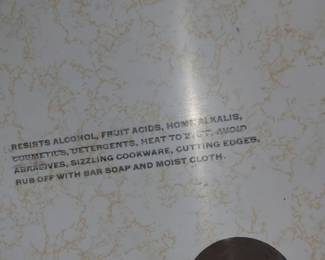 RESISTS ALCOHOL, FRUIT ACIDS, HOME ALKALIS,
COSMETICS, DETERGENTS, HEAT TO AVOID
ABRASIVES, SIZZLING COOKWARE, CUTTING EDGES.
RUB OFF WITH BAR SOAP AND MOIST CLOTH.